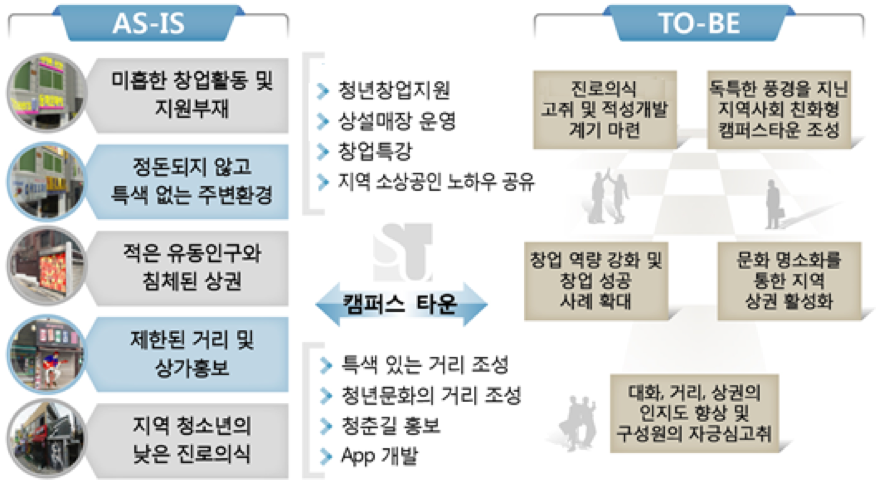 AS-IS
미흡한 창업활동 및
지원부재
정돈되지 않고
특색 없는 주변환경
적은 유동인구와
침체된 상권
제한된 거리 및
상가홍보
지역 청소년의
낮은 진로의식
청년창업지원
상설매장 운영
창업특강
지역 소상공인 노하우 공유
ST
캠퍼스 타운
특색 있는 거리 조성
청년문화의 거리 조성
청춘길 홍보
App 개발
TO-BE
진로의식
고취 및 적성개발
계기 마련
독특한 풍경을 지닌
지역사회 친화형
캠퍼스타운 조성
창업 역량 강화 및
창업 성공
사례 확대
문화 명소화를
통한 지역
상권 활성화
대화, 거리, 상권의
인지도 향상 및
구성원의 자긍심고취